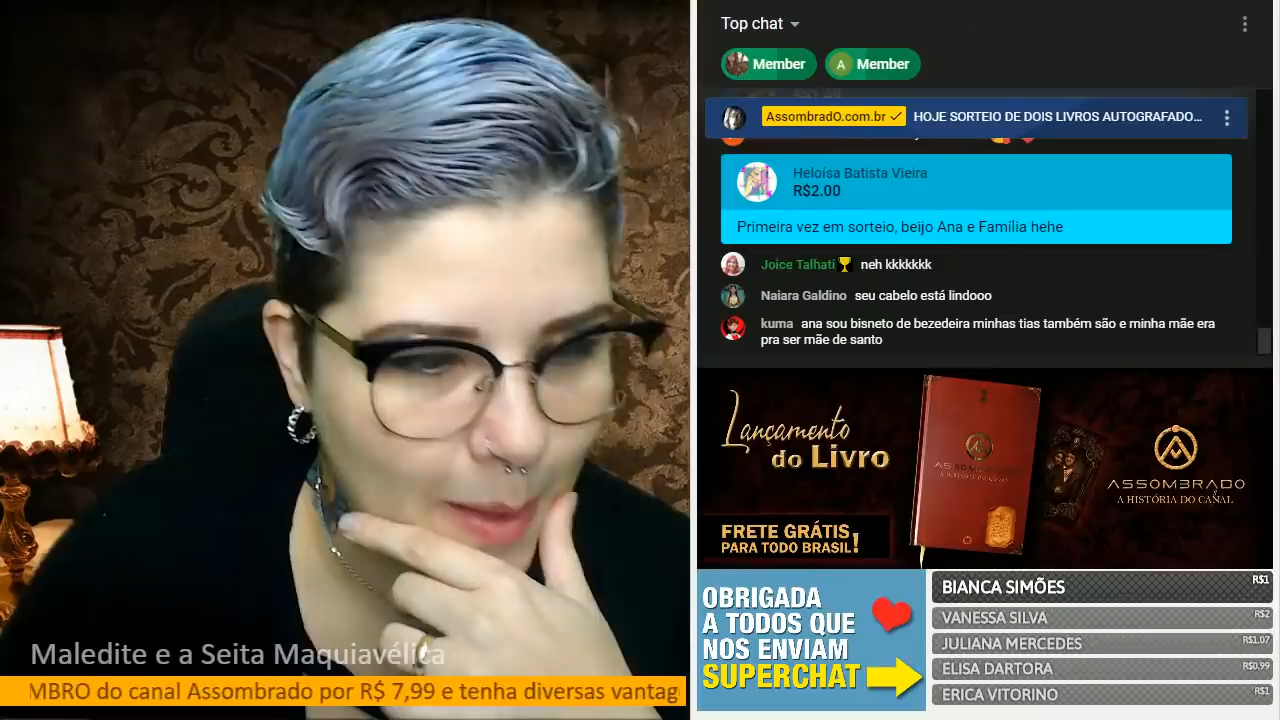 Top chat
Member
A Member
AssombradO.com.br HOJE SORTEIO DE DOIS LIVROS AUTOGRAFADO...
Heloísa Batista Vieira
R$2.00
Primeira vez em sorteio, beijo Ana e Família hehe
Joice Talhati neh kkkkkkk
Naiara Galdino seu cabelo está lindooo
kuma ana sou bisneto de bezedeira minhas tias também são e minha mãe era
pra ser mãe de santo
Lançamento
do Livro
FRETE GRÁTIS
PARA TODO BRASIL!
ASSOMBRADO
A HISTÓRIA DO CANAL
ASSOMBRADO
A HISTÓRIA DO CANAL
OBRIGADA
A TODOS QUE
NOS ENVIAM
SUPERCHAT
BIANCA SIMÕES R$1
VANESSA SILVA R$2
JULIANA MERCEDES R$1.07
ELISA DARTORA R$0.99
ERICA VITORINO R$1
Maledite e a Seita Maquiavélica
MBRO do canal Assombrado por R$ 7,99 e tenha diversas vantag